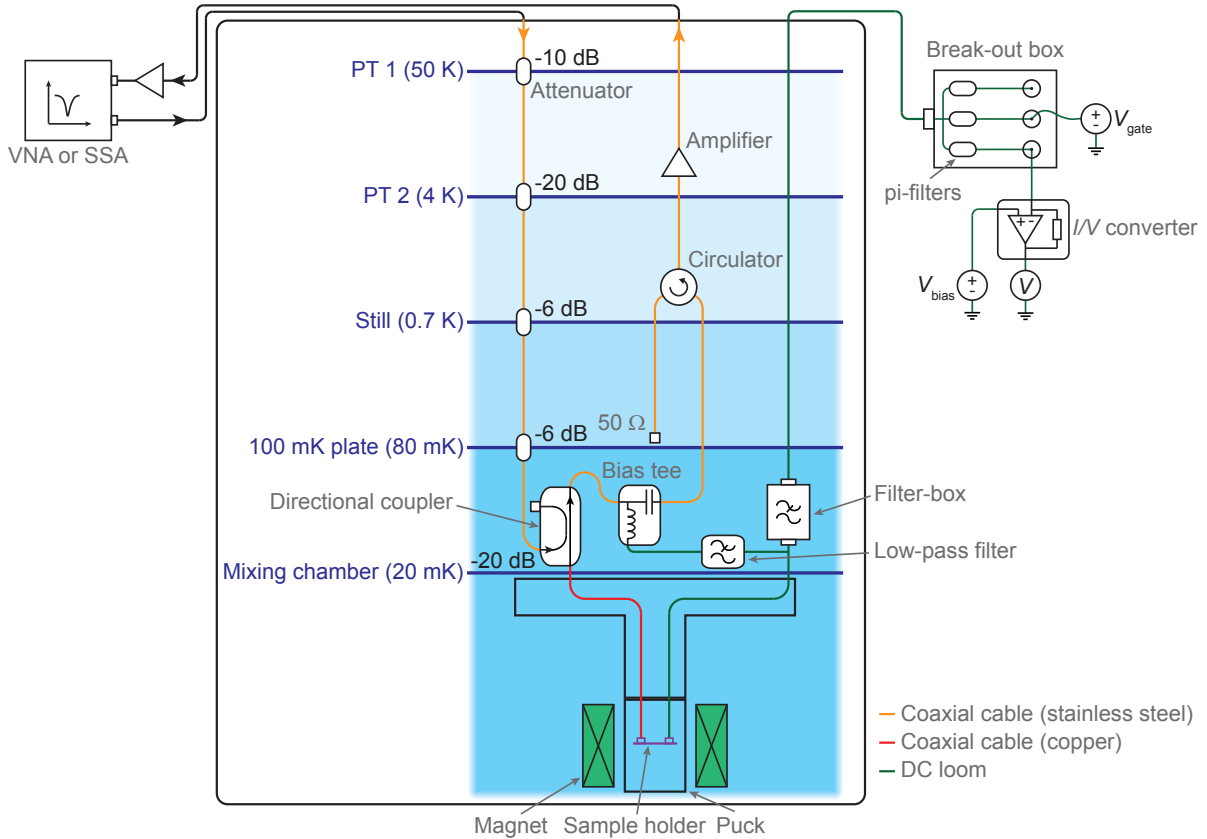 Break-out box
-10 dB
PT 1 (50 K)
Attenuator
VNA or SSA
+
-
Vgate
Amplifier
pi-filters
-20 dB
PT 2 (4 K)
+ -
I/V converter
Circulator
Vbias
+
-
V
-6 dB
Still (0.7 K)
50 Ω
-6 dB
100 mK plate (80 mK)
Bias tee
Directional coupler
Filter-box
Low-pass filter
-20 dB
Mixing chamber (20 mK)
Coaxial cable (stainless steel)
Coaxial cable (copper)
DC loom
Magnet
Sample holder
Puck